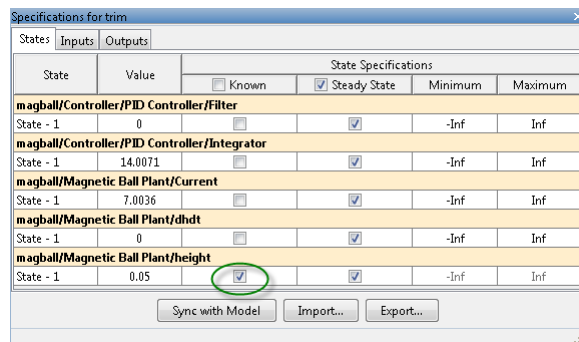 Specifications for trim
States Inputs Outputs
State Value State Specifications
Known Steady State Minimum Maximum
magball/Controller/PID Controller/Filter
State - 1 0 -Inf Inf
magball/Controller/PID Controller/Integrator
State - 1 14.0071 -Inf Inf
magball/Magnetic Ball Plant/Current
State - 1 7.0036 -Inf Inf
magball/Magnetic Ball Plant/dhdt
State - 1 0 -Inf Inf
magball/Magnetic Ball Plant/height
State - 1 0.05 -Inf Inf
Sync with Model Import... Export...